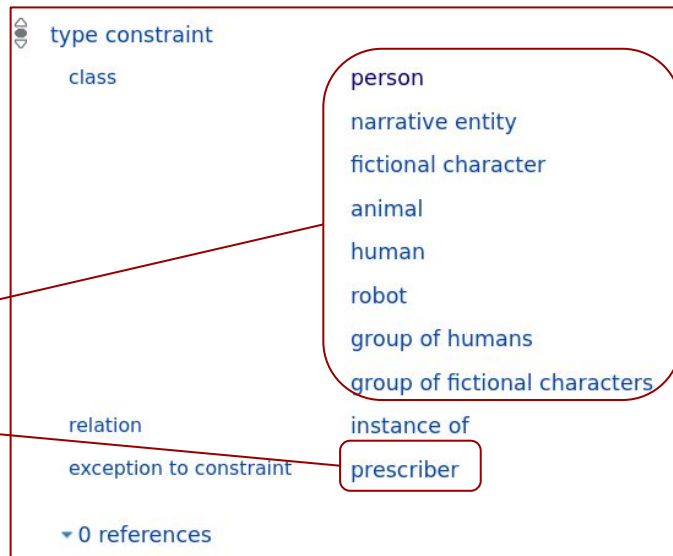 type constraint
class person
narrative entity
fictional character
animal
human
robot
group of humans
group of fictional characters
relation instance of
exception to constraint prescriber
0 references